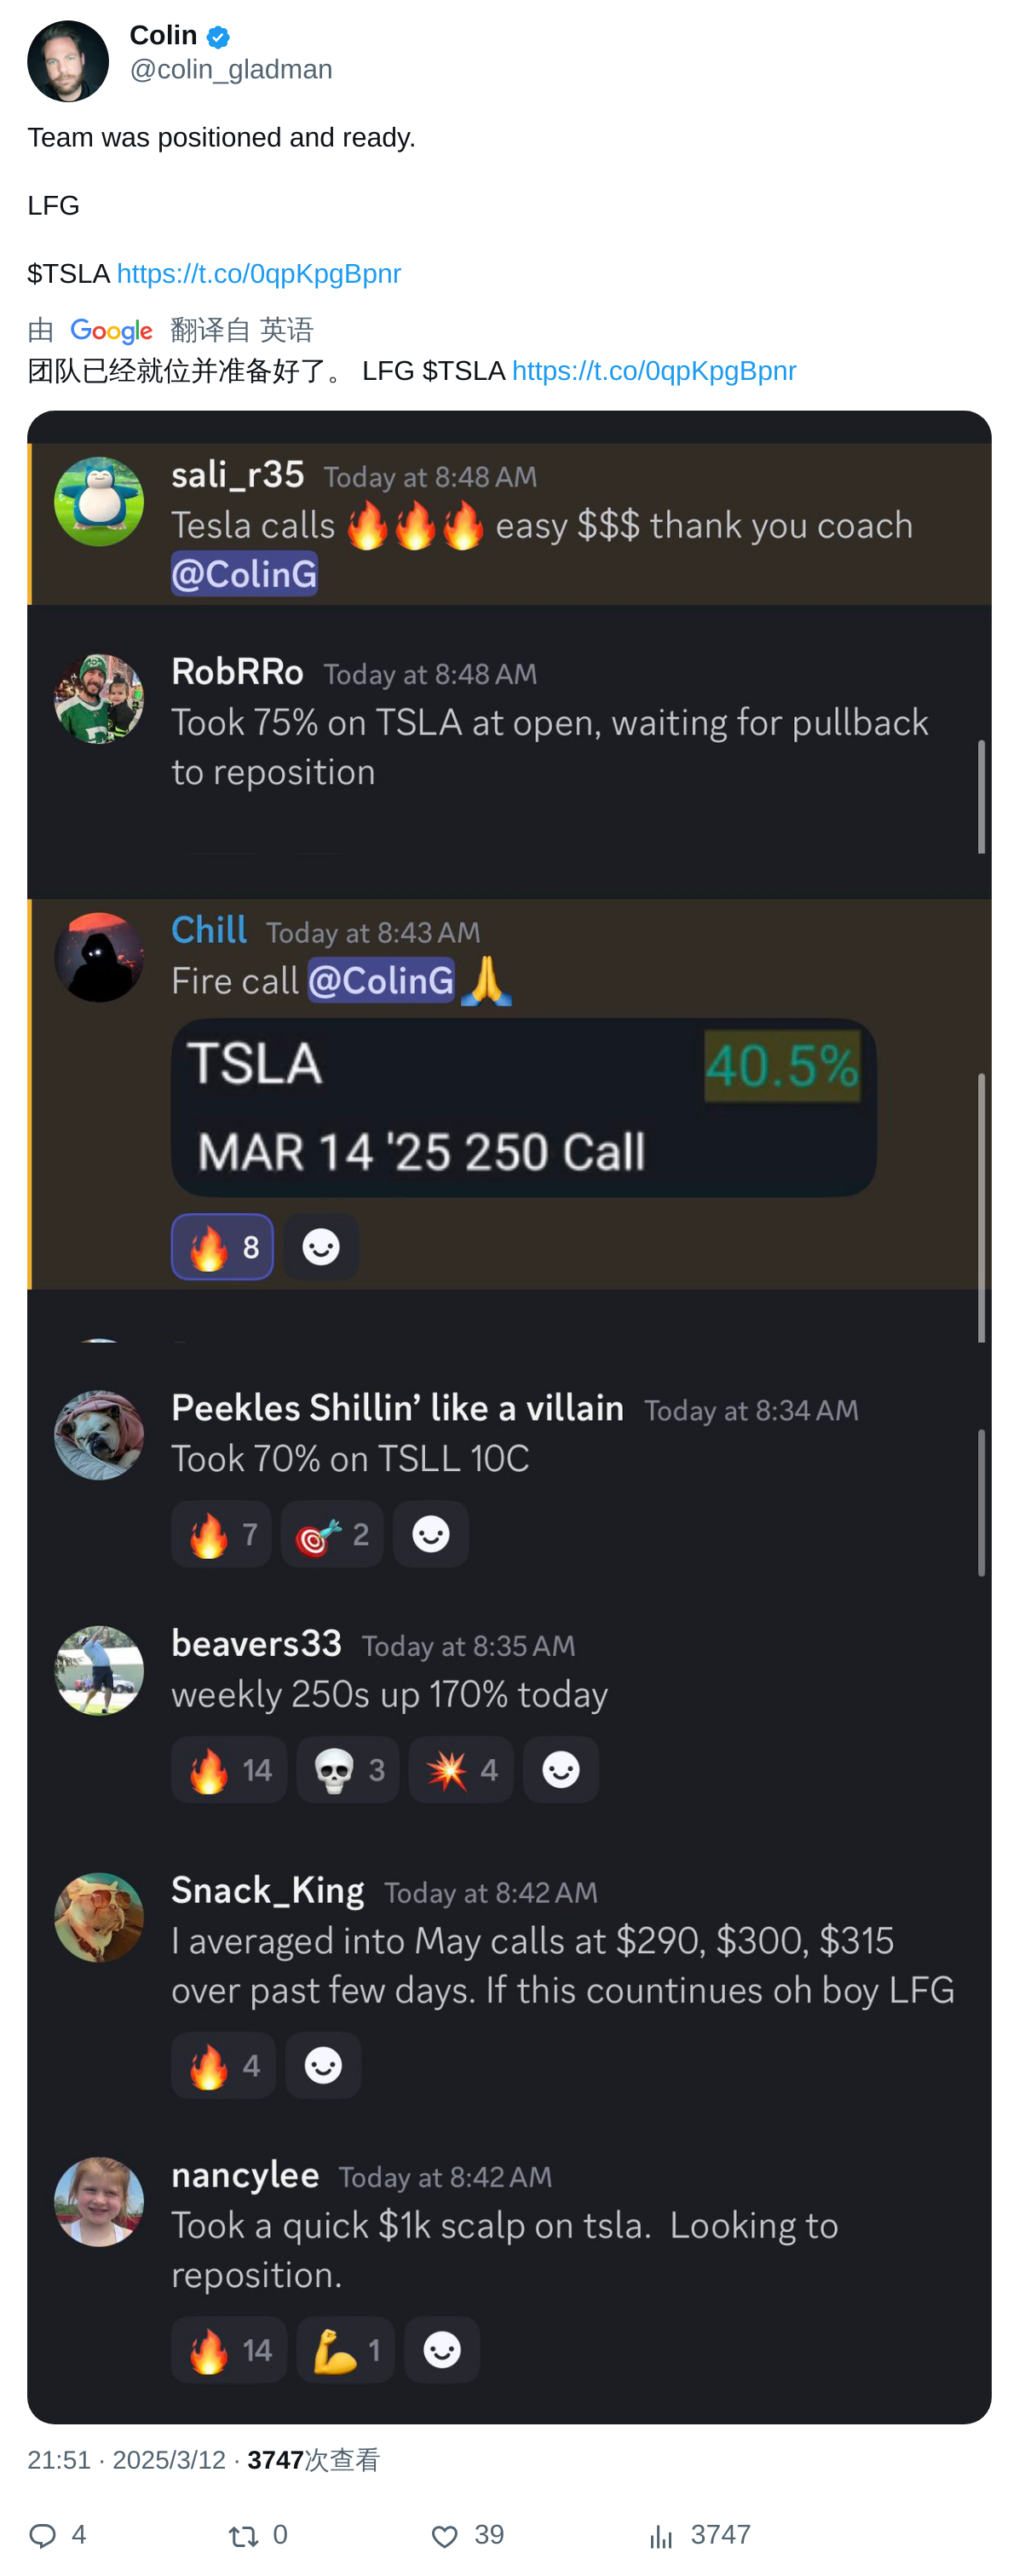 Colin
@colin_gladman
Team was positioned and ready.
LFG
$TSLA https://t.co/0qpKpgBpnr
由 Google 翻译自 英语
团队已经就位并准备好了。 LFG $TSLA https://t.co/0qpKpgBpnr
sali_r35 Today at 8:48 AM
Tesla calls 🔥🔥🔥 easy $$$ thank you coach
@ColinG
RobRRo Today at 8:48 AM
Took 75% on TSLA at open, waiting for pullback
to reposition
Chill Today at 8:43 AM
Fire call @ColinG 🙏
TSLA 40.5%
MAR 14 '25 250 Call
🔥 8
Peekles Shillin’ like a villain Today at 8:34 AM
Took 70% on TSLL 10C
🔥 7 🎯 2
beavers33 Today at 8:35 AM
weekly 250s up 170% today
🔥 14 💀 3 💥 4
Snack_King Today at 8:42 AM
I averaged into May calls at $290, $300, $315
over past few days. If this countinues oh boy LFG
🔥 4
nancylee Today at 8:42 AM
Took a quick $1k scalp on tsla. Looking to
reposition.
🔥 14 💪 1
21:51 · 2025/3/12 · 3747次查看
4 0 39 3747